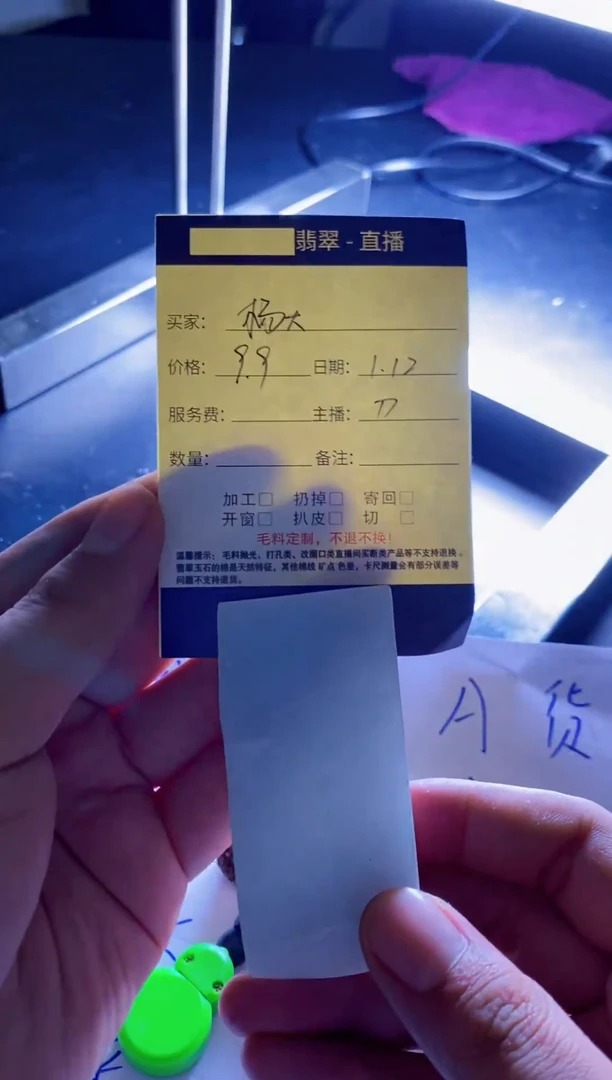 翡翠 - 直播
买家： 杨大
价格： 9.9 日期： 1.12
服务费： 主播： 刀
数量： 备注：
加工□ 扔掉□ 寄回□
开窗□ 扒皮□ 切 □
毛料定制，不退不换！
温馨提示： 毛料抛光、打孔类、改圈口类直播间买断类产品等不支持退换。
翡翠玉石的棉是天然特征，其他棉线 矿点 色差，卡尺测量会有部分误差等
问题不支持退货。
A 货